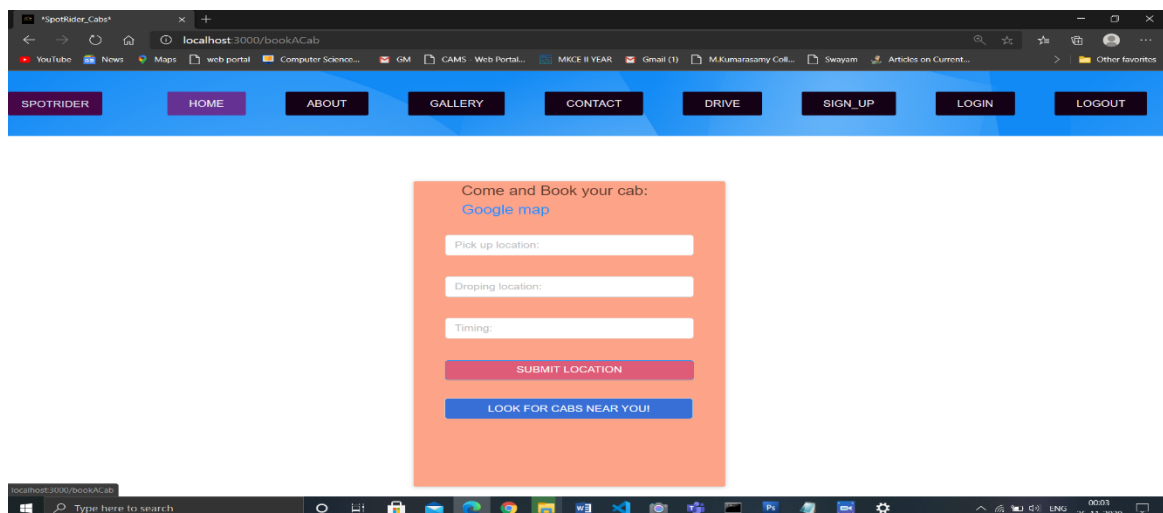 *SpotRider_Cabs*
localhost:3000/bookACab
YouTube News Maps web portal Computer Science... GM CAMS - Web Portal... MKCE II YEAR Gmail (1) M.Kumarasamy Coll... Swayam Articles on Current... Other favorites
SPOTRIDER HOME ABOUT GALLERY CONTACT DRIVE SIGN_UP LOGIN LOGOUT
Come and Book your cab:
Google map
Pick up location:
Droping location:
Timing:
SUBMIT LOCATION
LOOK FOR CABS NEAR YOU!
localhost:3000/bookACab
Type here to search
Ps
ENG
00:03